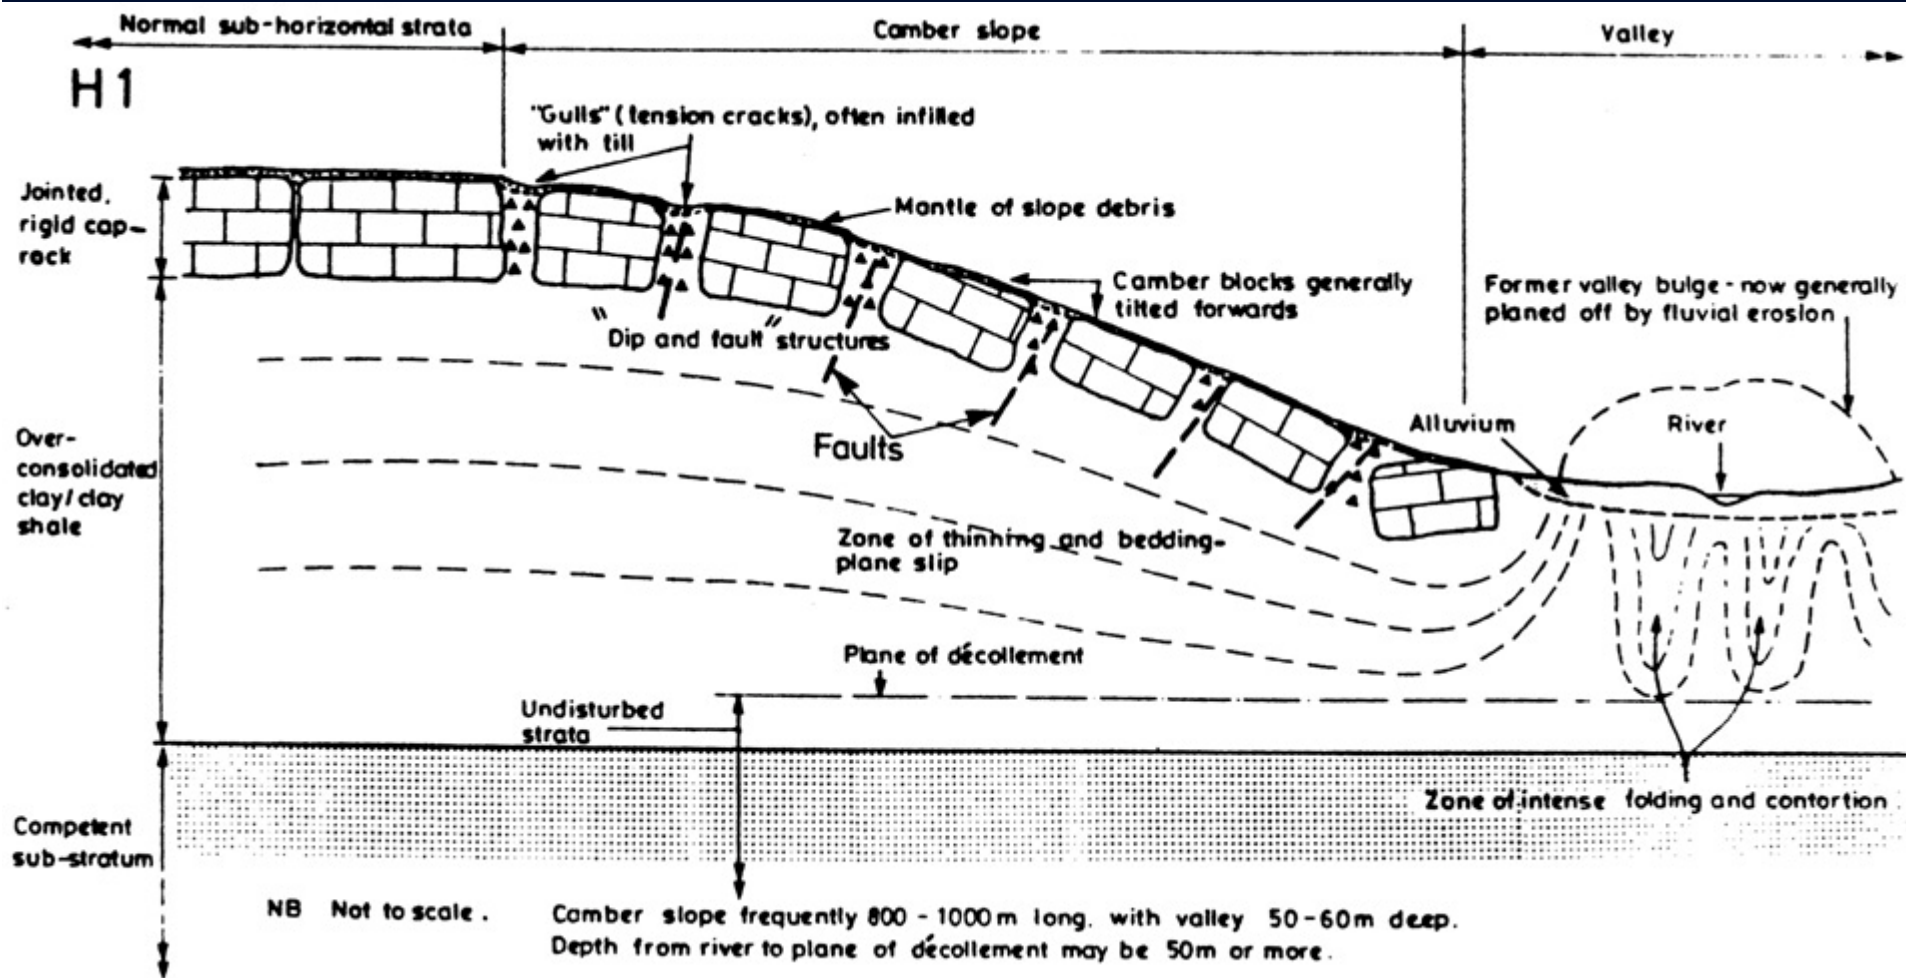 Normal sub-horizontal strata
Camber slope
Valley
H1
"Gulls" (tension cracks), often infilled
with till
Jointed,
rigid cap-
rock
Mantle of slope debris
Camber blocks generally
tilted forwards
Former valley bulge - now generally
planed off by fluvial erosion
"Dip and fault" structures
Faults
Alluvium
River
Over-
consolidated
clay/clay
shale
Zone of thinning and bedding-
plane slip
Plane of décollement
Undisturbed
strata
Zone of intense folding and contortion
Competent
sub-stratum
NB Not to scale.
Camber slope frequently 800 - 1000m long, with valley 50-60m deep.
Depth from river to plane of décollement may be 50m or more.